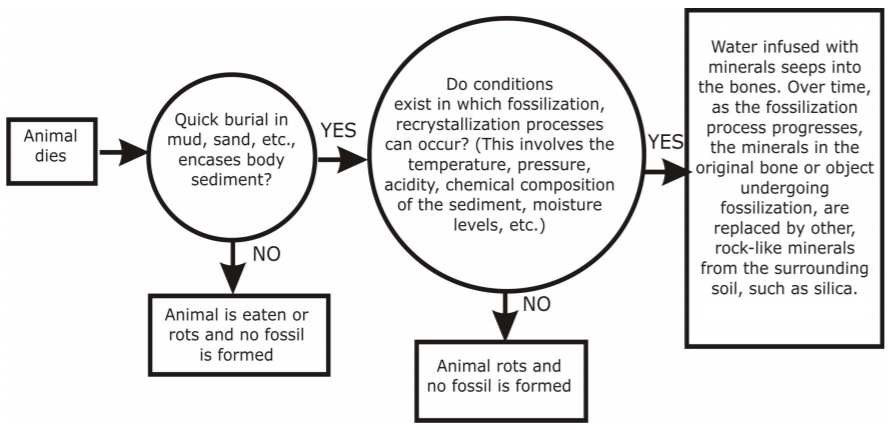 Animal
dies
Quick burial in
mud, sand, etc.,
encases body
sediment?
YES
NO
Animal is eaten or
rots and no fossil
is formed
Do conditions
exist in which fossilization,
recrystallization processes
can occur? (This involves the
temperature, pressure,
acidity, chemical composition
of the sediment, moisture
levels, etc.)
YES
NO
Animal rots and
no fossil is formed
Water infused with
minerals seeps into
the bones. Over time,
as the fossilization
process progresses,
the minerals in the
original bone or object
undergoing
fossilization, are
replaced by other,
rock-like minerals
from the surrounding
soil, such as silica.